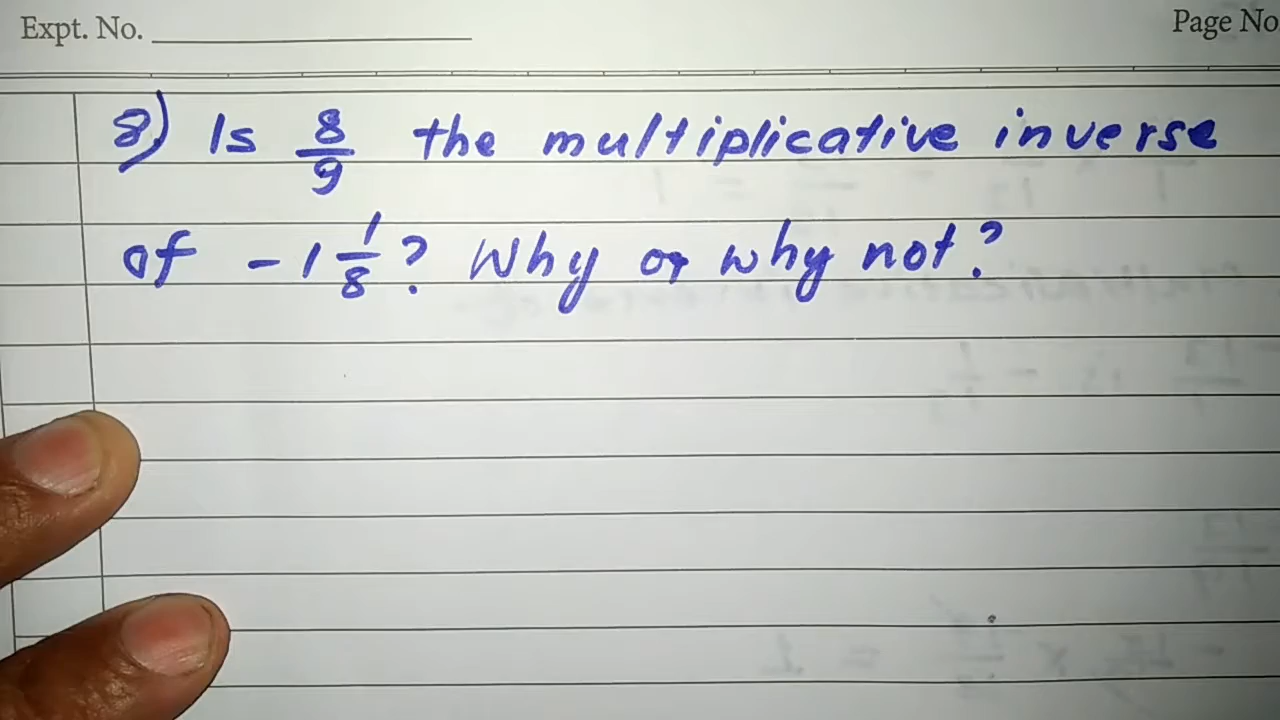 Expt. No.
Page No
8) Is 8/9 the multiplicative inverse
of -1 1/8? Why or why not?